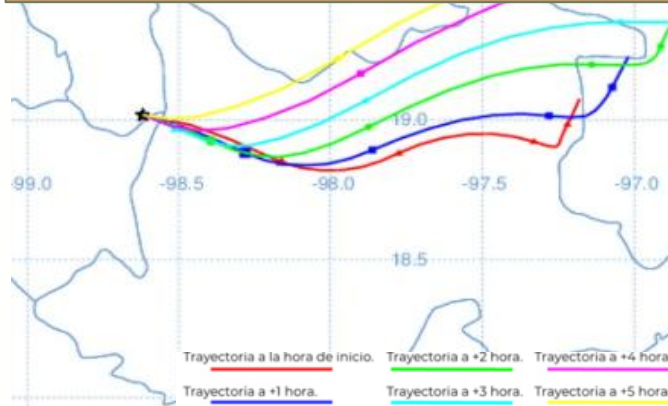 19.0
-99.0 -98.5 -98.0 -97.5 -97.0
18.5
Trayectoria a la hora de inicio. Trayectoria a +2 hora. Trayectoria a +4 hora.
Trayectoria a +1 hora. Trayectoria a +3 hora. Trayectoria a +5 hora